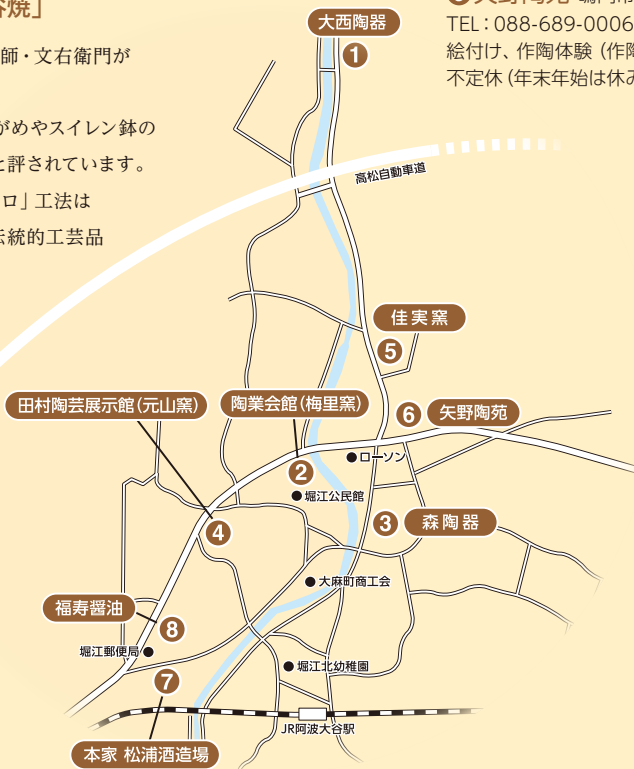 焼」
師・文右衛門が
がめやスイレン鉢の
と評されています。
ロ」工法は
伝統的工芸品
TEL：088-689-0006
絵付け、作陶体験（作陶
不定休（年末年始は休み
大西陶器
1
高松自動車道
佳実窯
5
田村陶芸展示館（元山窯）
陶業会館（梅里窯）
6
矢野陶苑
ローソン
2
堀江公民館
4
3
森陶器
大麻町商工会
福寿醤油
8
堀江郵便局
堀江北幼稚園
7
JR阿波大谷駅
本家 松浦酒造場